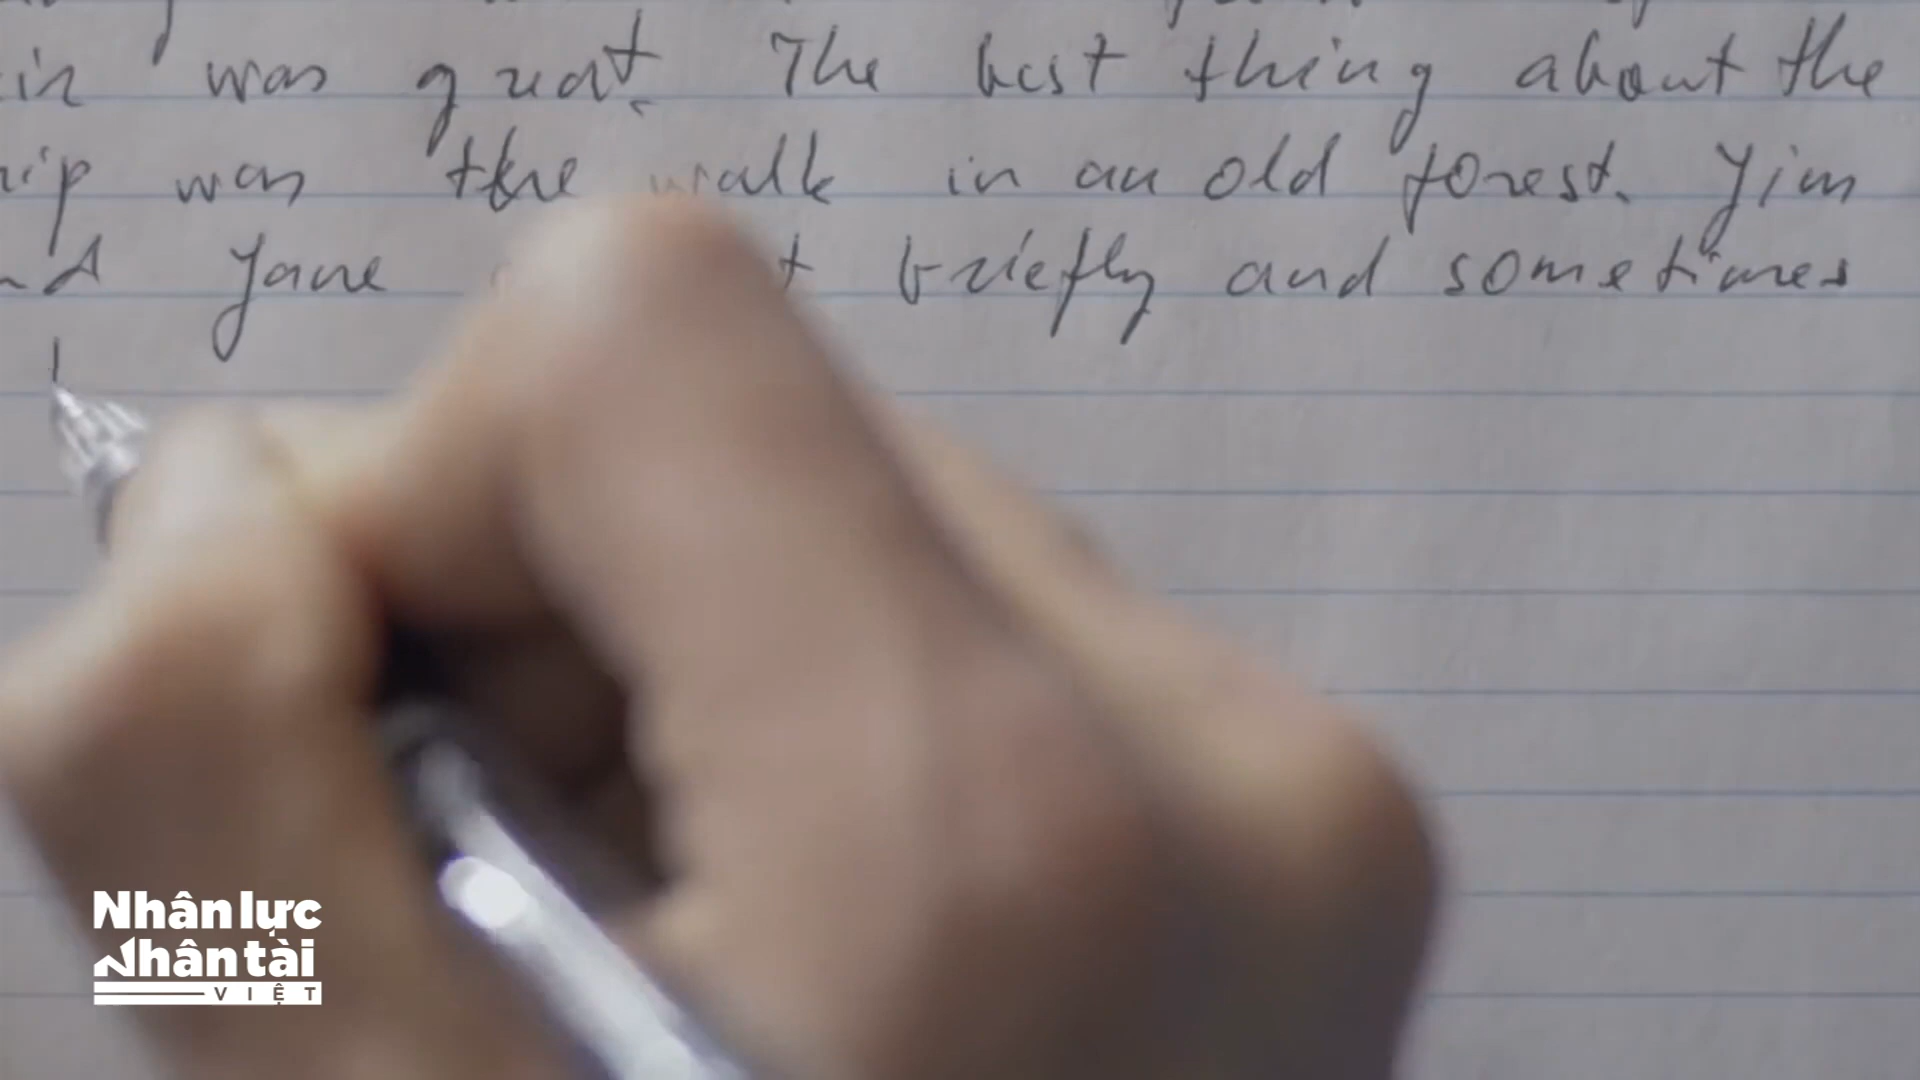 was great. The best thing about the
was the walk in an old forest. Jim
Jane briefly and sometimes
Nhân lực
Nhân tài
VIỆT